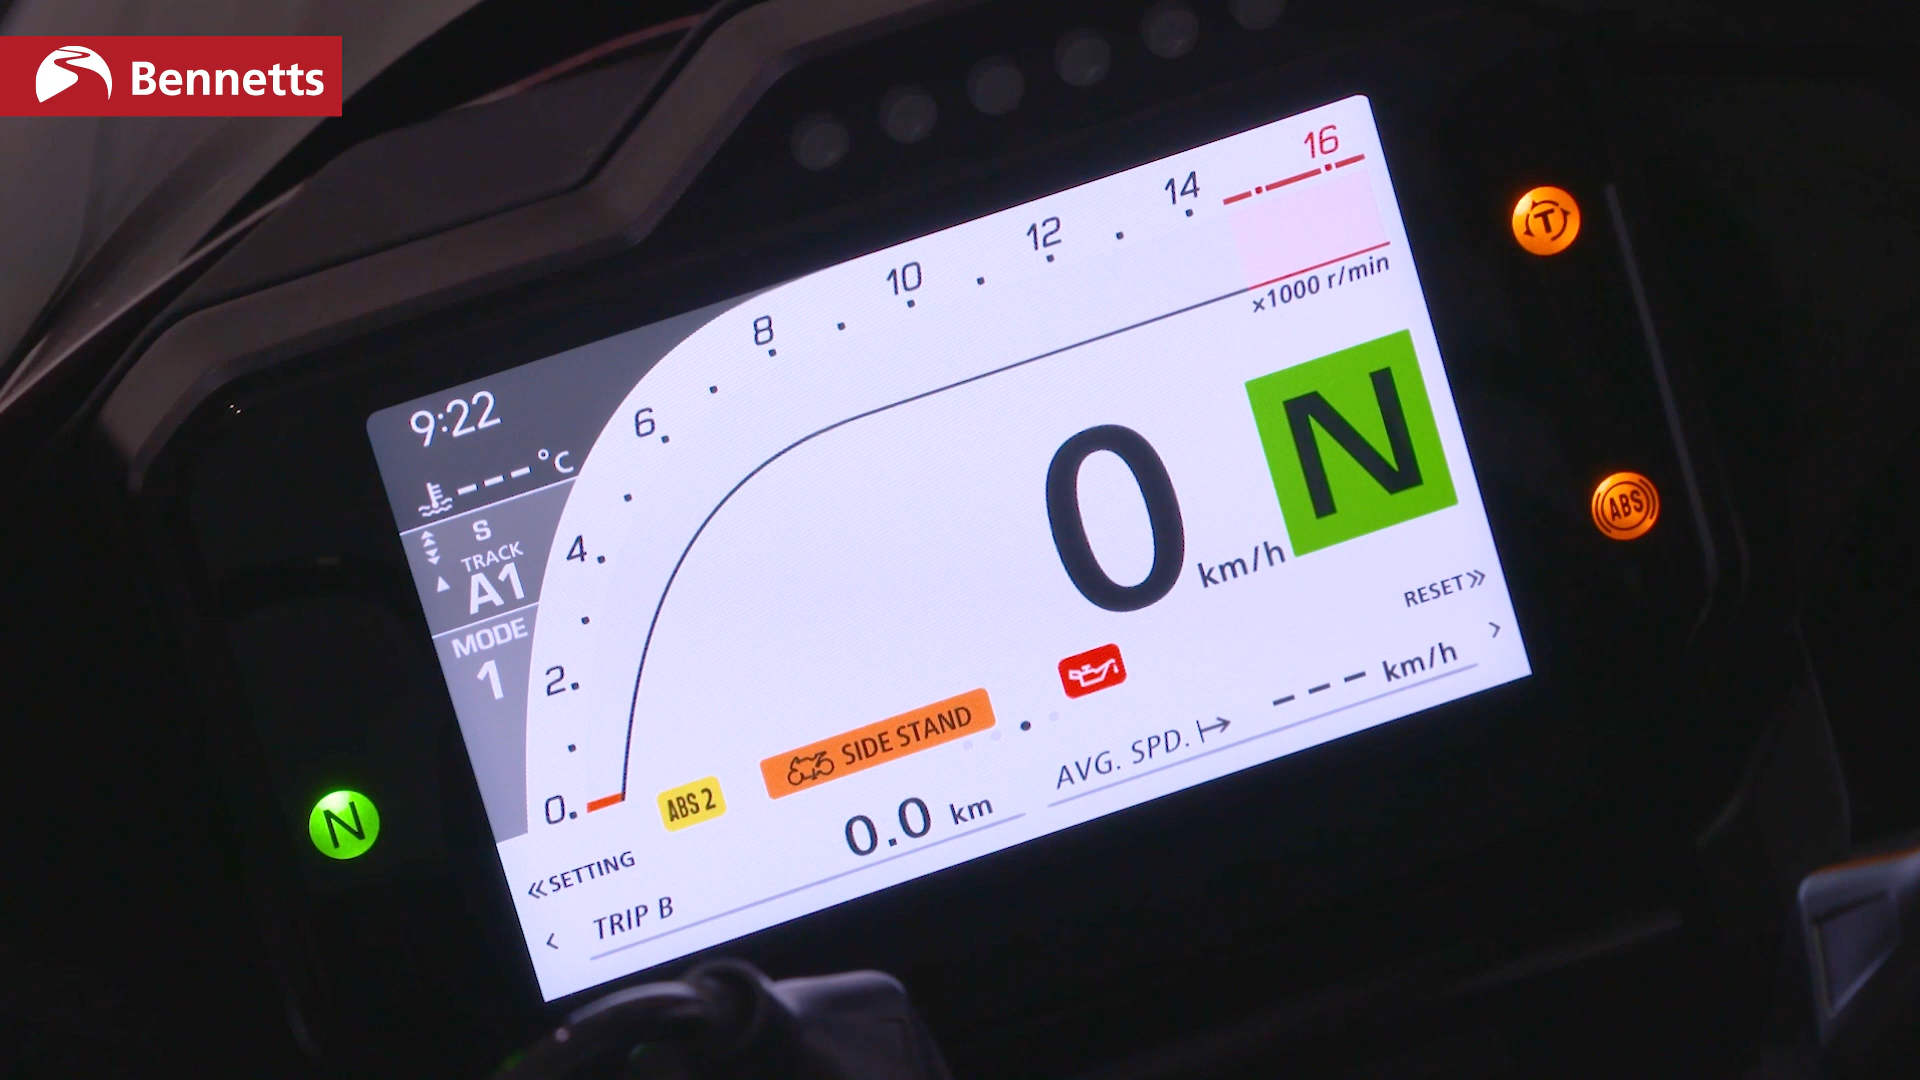 Bennetts
16
14
12
10
8
6
4
2
0
×1000 r/min
9:22
---°C
S
TRACK
A1
MODE
1
N
0 km/h
T
ABS
RESET
SIDE STAND
ABS 2
AVG. SPD. --- km/h
0.0 km
SETTING
TRIP B
N